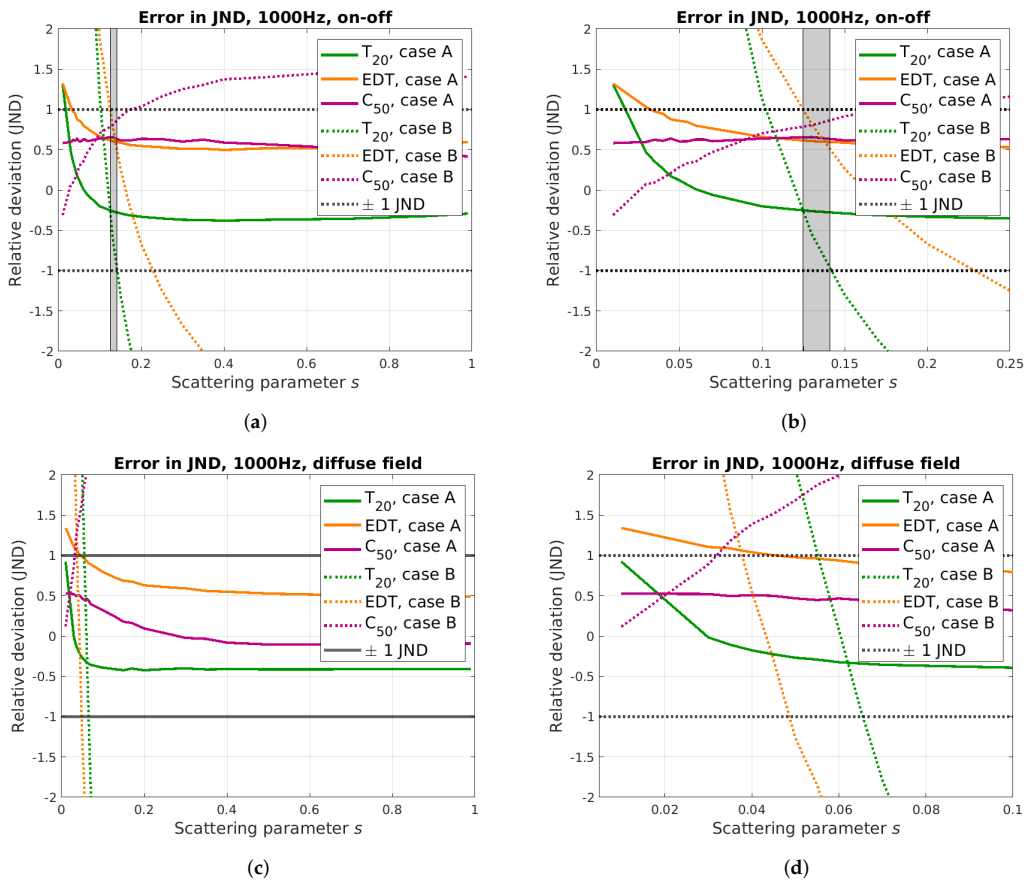 Error in JND, 1000Hz, on-off
Relative deviation (JND)
2
1.5
1
0.5
0
-0.5
-1
-1.5
-2
T20, case A
EDT, case A
C50, case A
T20, case B
EDT, case B
C50, case B
± 1 JND
0
0.2
0.4
0.6
0.8
1
Scattering parameter s
(a)
Error in JND, 1000Hz, on-off
Relative deviation (JND)
2
1.5
1
0.5
0
-0.5
-1
-1.5
-2
T20, case A
EDT, case A
C50, case A
T20, case B
EDT, case B
C50, case B
± 1 JND
0
0.05
0.1
0.15
0.2
0.25
Scattering parameter s
(b)
Error in JND, 1000Hz, diffuse field
Relative deviation (JND)
2
1.5
1
0.5
0
-0.5
-1
-1.5
-2
T20, case A
EDT, case A
C50, case A
T20, case B
EDT, case B
C50, case B
± 1 JND
0
0.2
0.4
0.6
0.8
1
Scattering parameter s
(c)
Error in JND, 1000Hz, diffuse field
Relative deviation (JND)
2
1.5
1
0.5
0
-0.5
-1
-1.5
-2
T20, case A
EDT, case A
C50, case A
T20, case B
EDT, case B
C50, case B
± 1 JND
0.02
0.04
0.06
0.08
0.1
Scattering parameter s
(d)